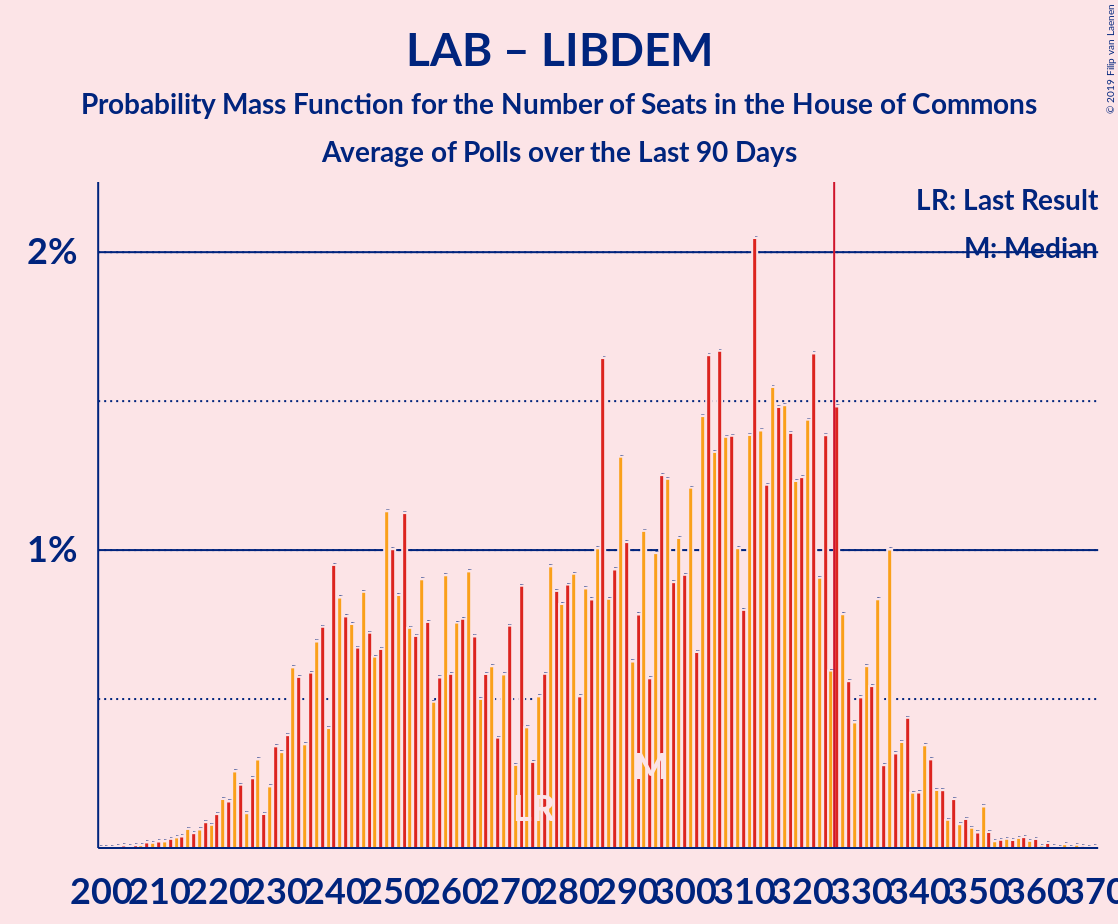 LAB – LIBDEM
Probability Mass Function for the Number of Seats in the House of Commons
Average of Polls over the Last 90 Days
© 2019 Filip van Laenen
LR: Last Result
M: Median
2%
1%
M
LR
200 210 220 230 240 250 260 270 280 290 300 310 320 330 340 350 360 370